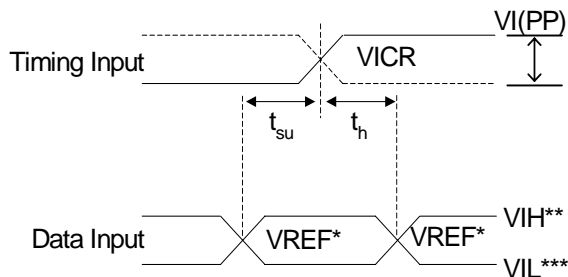 VI(PP)
Timing Input
VICR
tsu
th
Data Input
VREF*
VREF*
VIH**
VIL***